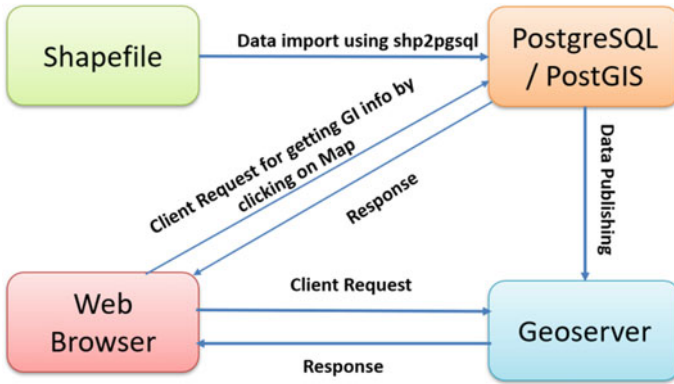 Shapefile
Data import using shp2pgsql
PostgreSQL
/ PostGIS
Client Request for getting GI info by
clicking on Map
Response
Data Publishing
Web
Browser
Client Request
Response
Geoserver